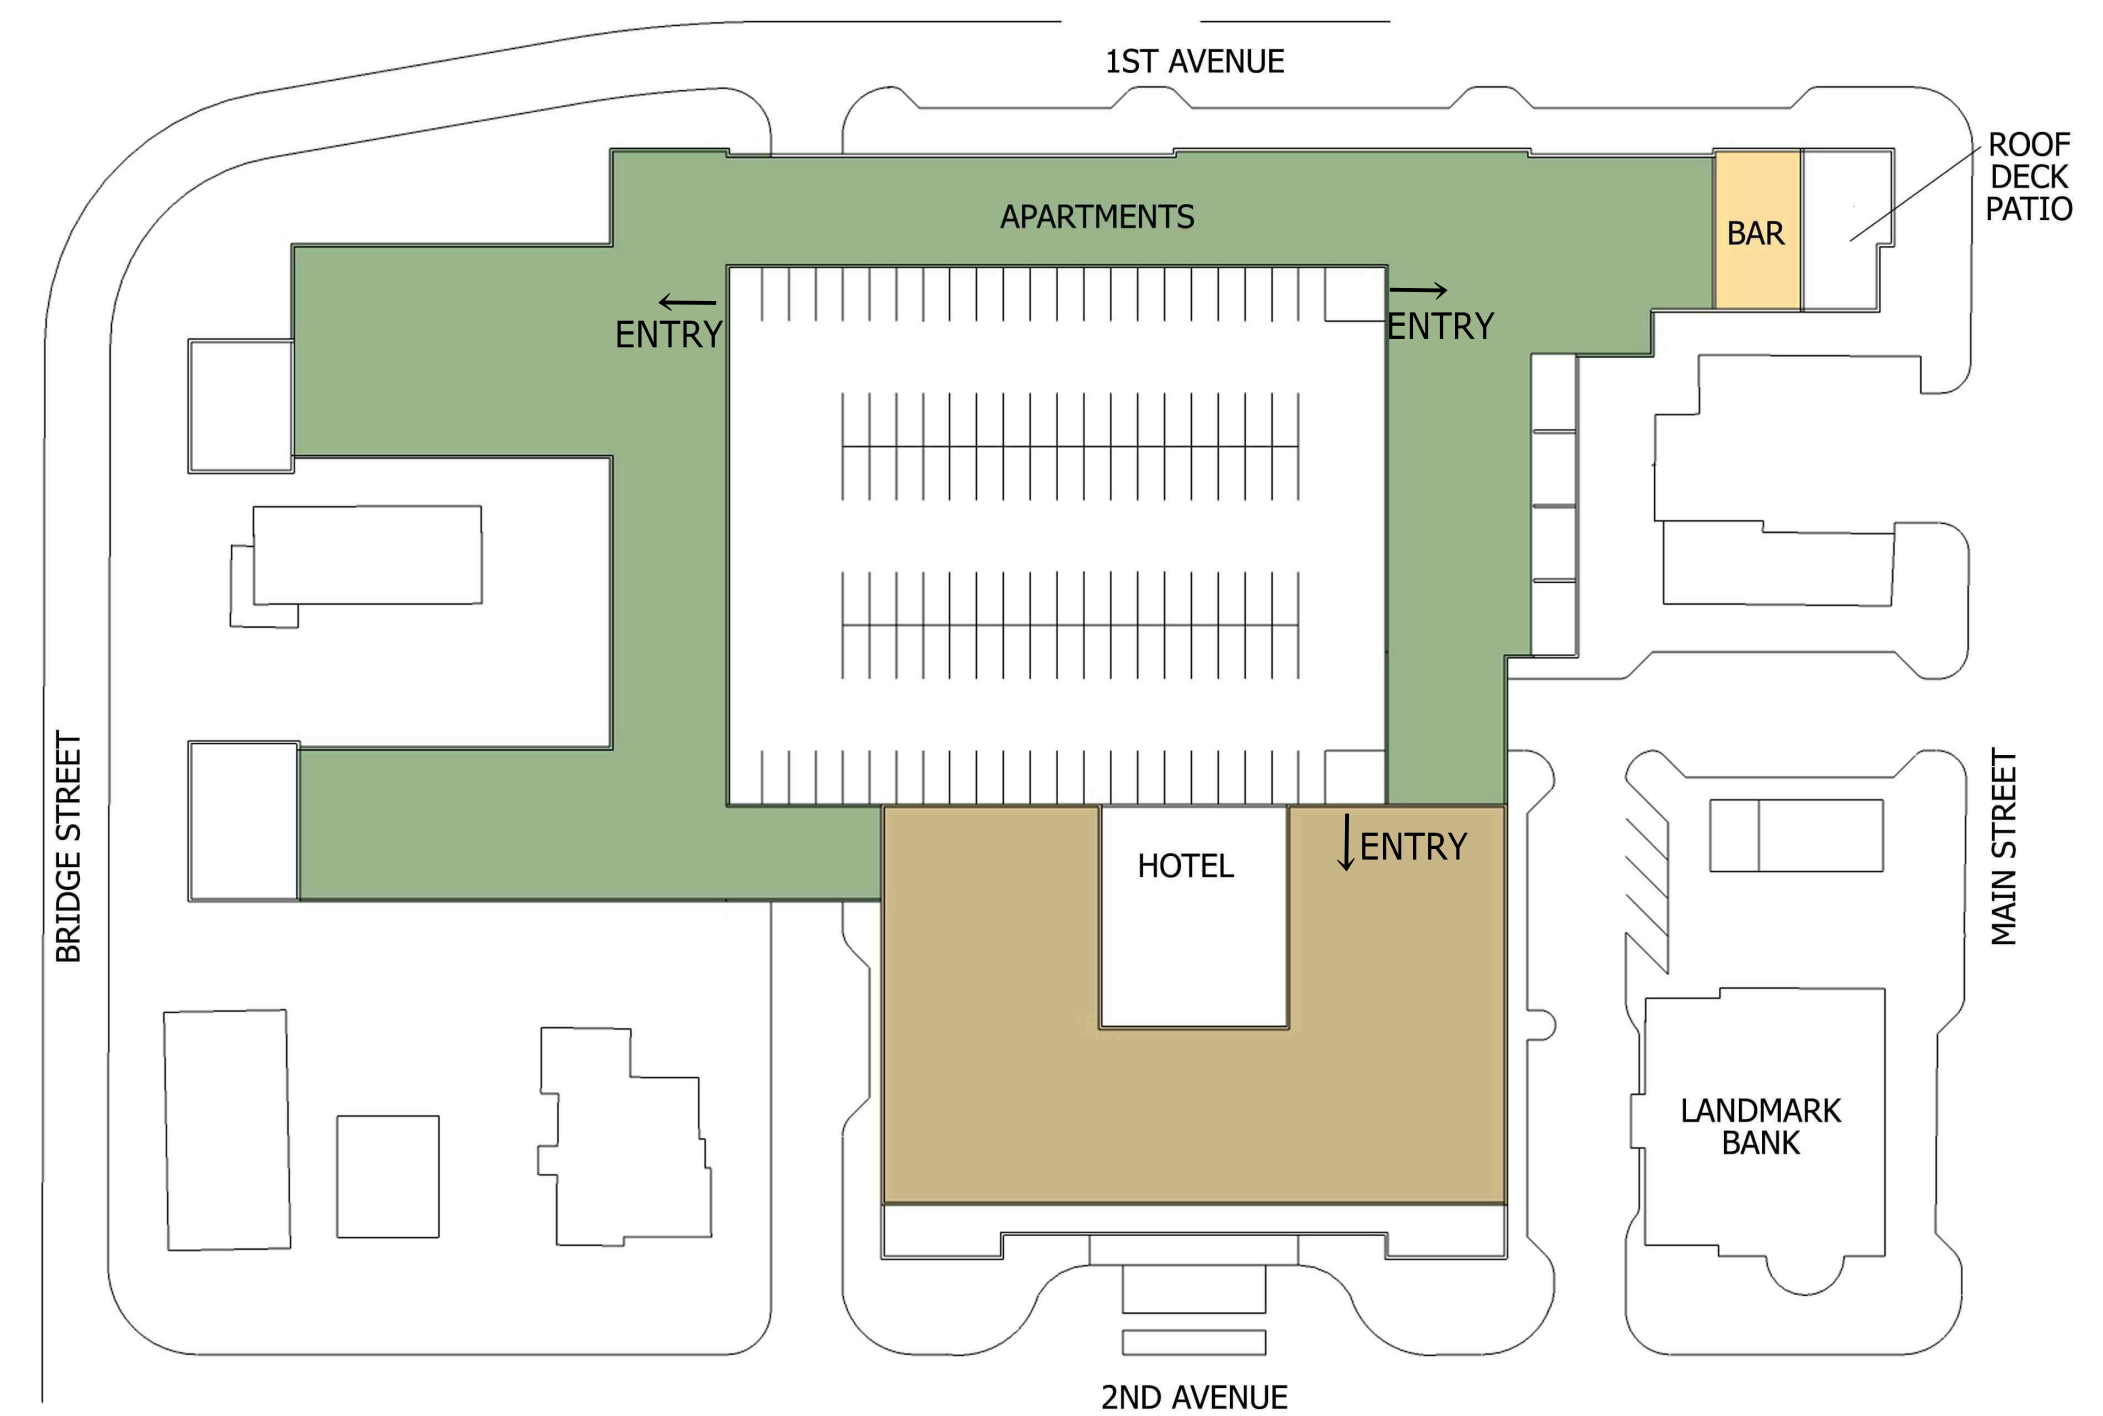 1ST AVENUE
ROOF
DECK
PATIO
APARTMENTS
BAR
ENTRY
ENTRY
BRIDGE STREET
MAIN STREET
HOTEL
ENTRY
LANDMARK
BANK
2ND AVENUE